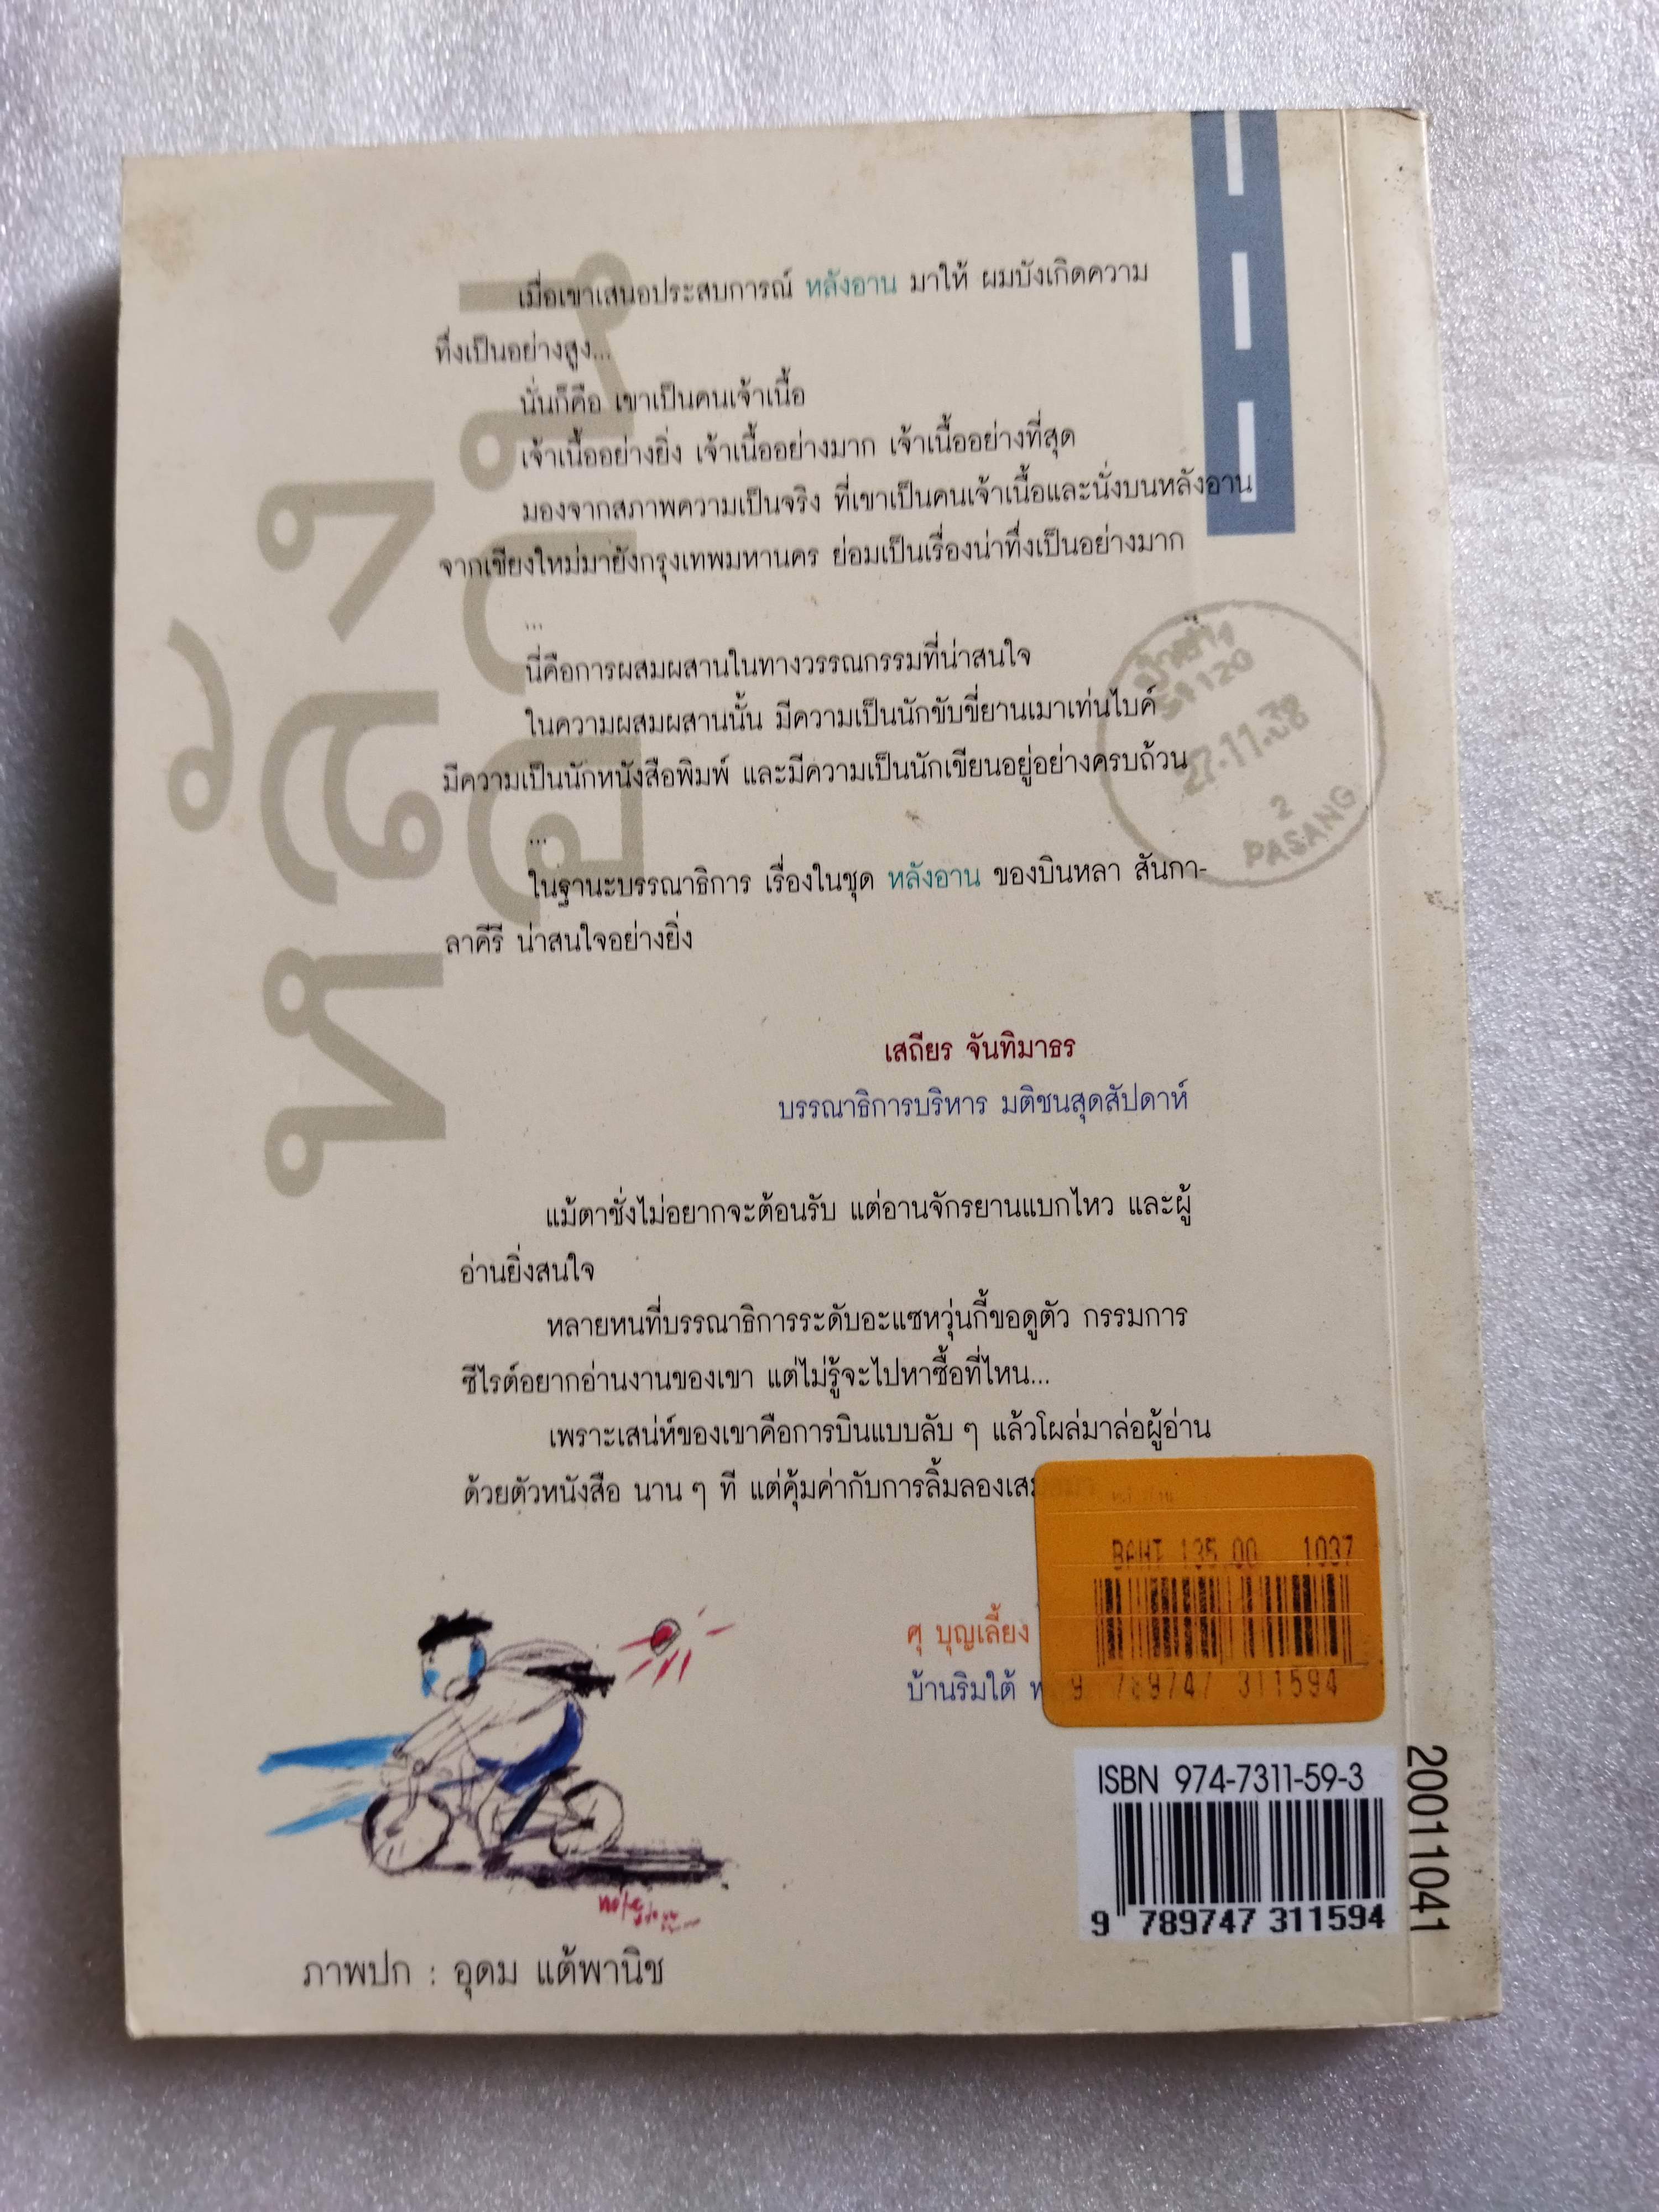 หลังอาน
เมื่อเขาเสนอประสบการณ์ หลังอาน มาให้ ผมบังเกิดความ
ทึ่งเป็นอย่างสูง...
นั่นก็คือ เขาเป็นคนเจ้าเนื้อ
เจ้าเนื้ออย่างยิ่ง เจ้าเนื้ออย่างมาก เจ้าเนื้ออย่างที่สุด
มองจากสภาพความเป็นจริง ที่เขาเป็นคนเจ้าเนื้อและนั่งบนหลังอาน
จากเชียงใหม่มายังกรุงเทพมหานคร ย่อมเป็นเรื่องน่าทึ่งเป็นอย่างมาก
...
นี่คือการผสมผสานในทางวรรณกรรมที่น่าสนใจ
ในความผสมผสานนั้น มีความเป็นนักขับขี่ยานเมาเท่นไบค์
มีความเป็นนักหนังสือพิมพ์ และมีความเป็นนักเขียนอยู่อย่างครบถ้วน
...
ในฐานะบรรณาธิการ เรื่องในชุด หลังอาน ของบินหลา สันกา-
ลาคีรี น่าสนใจอย่างยิ่ง
ป่าซาง
51120
27.11.38
2
PASANG
เสถียร จันทิมาธร
บรรณาธิการบริหาร มติชนสุดสัปดาห์
แม้ตาชั่งไม่อยากจะต้อนรับ แต่อานจักรยานแบกไหว และผู้
อ่านยิ่งสนใจ
หลายหนที่บรรณาธิการระดับอะแซหวุ่นกี้ขอดูตัว กรรมการ
ซีไรต์อยากอ่านงานของเขา แต่ไม่รู้จะไปหาซื้อที่ไหน...
เพราะเสน่ห์ของเขาคือการบินแบบลับ ๆ แล้วโผล่มาล่อผู้อ่าน
ด้วยตัวหนังสือ นาน ๆ ที แต่คุ้มค่ากับการลิ้มลองเสมอ
ศุ บุญเลี้ยง
บ้านริมใต้
BAHT 135.00 1037
9 789747 311594
ISBN 974-7311-59-3
9 789747 311594
20011041
note
ภาพปก : อุดม แต้พานิช